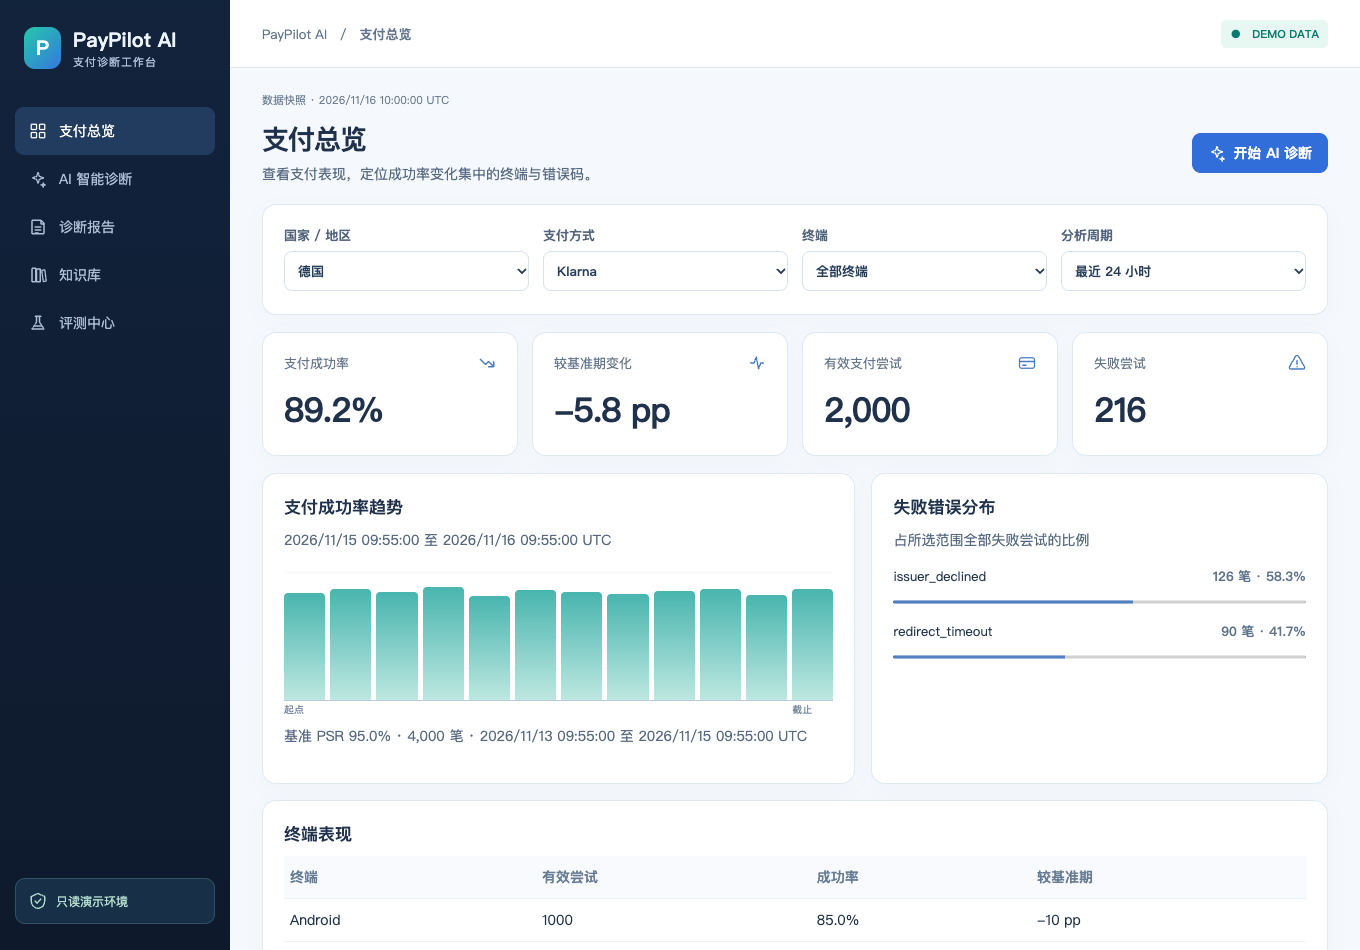 P
PayPilot AI
支付诊断工作台
支付总览
AI 智能诊断
诊断报告
知识库
评测中心
只读演示环境
PayPilot AI / 支付总览
DEMO DATA
数据快照 · 2026/11/16 10:00:00 UTC
支付总览
查看支付表现，定位成功率变化集中的终端与错误码。
开始 AI 诊断
国家 / 地区
德国
支付方式
Klarna
终端
全部终端
分析周期
最近 24 小时
支付成功率
89.2%
较基准期变化
−5.8 pp
有效支付尝试
2,000
失败尝试
216
支付成功率趋势
2026/11/15 09:55:00 至 2026/11/16 09:55:00 UTC
起点
截止
基准 PSR 95.0% · 4,000 笔 · 2026/11/13 09:55:00 至 2026/11/15 09:55:00 UTC
失败错误分布
占所选范围全部失败尝试的比例
issuer_declined 126 笔 · 58.3%
redirect_timeout 90 笔 · 41.7%
终端表现
终端 有效尝试 成功率 较基准期
Android 1000 85.0% −10 pp